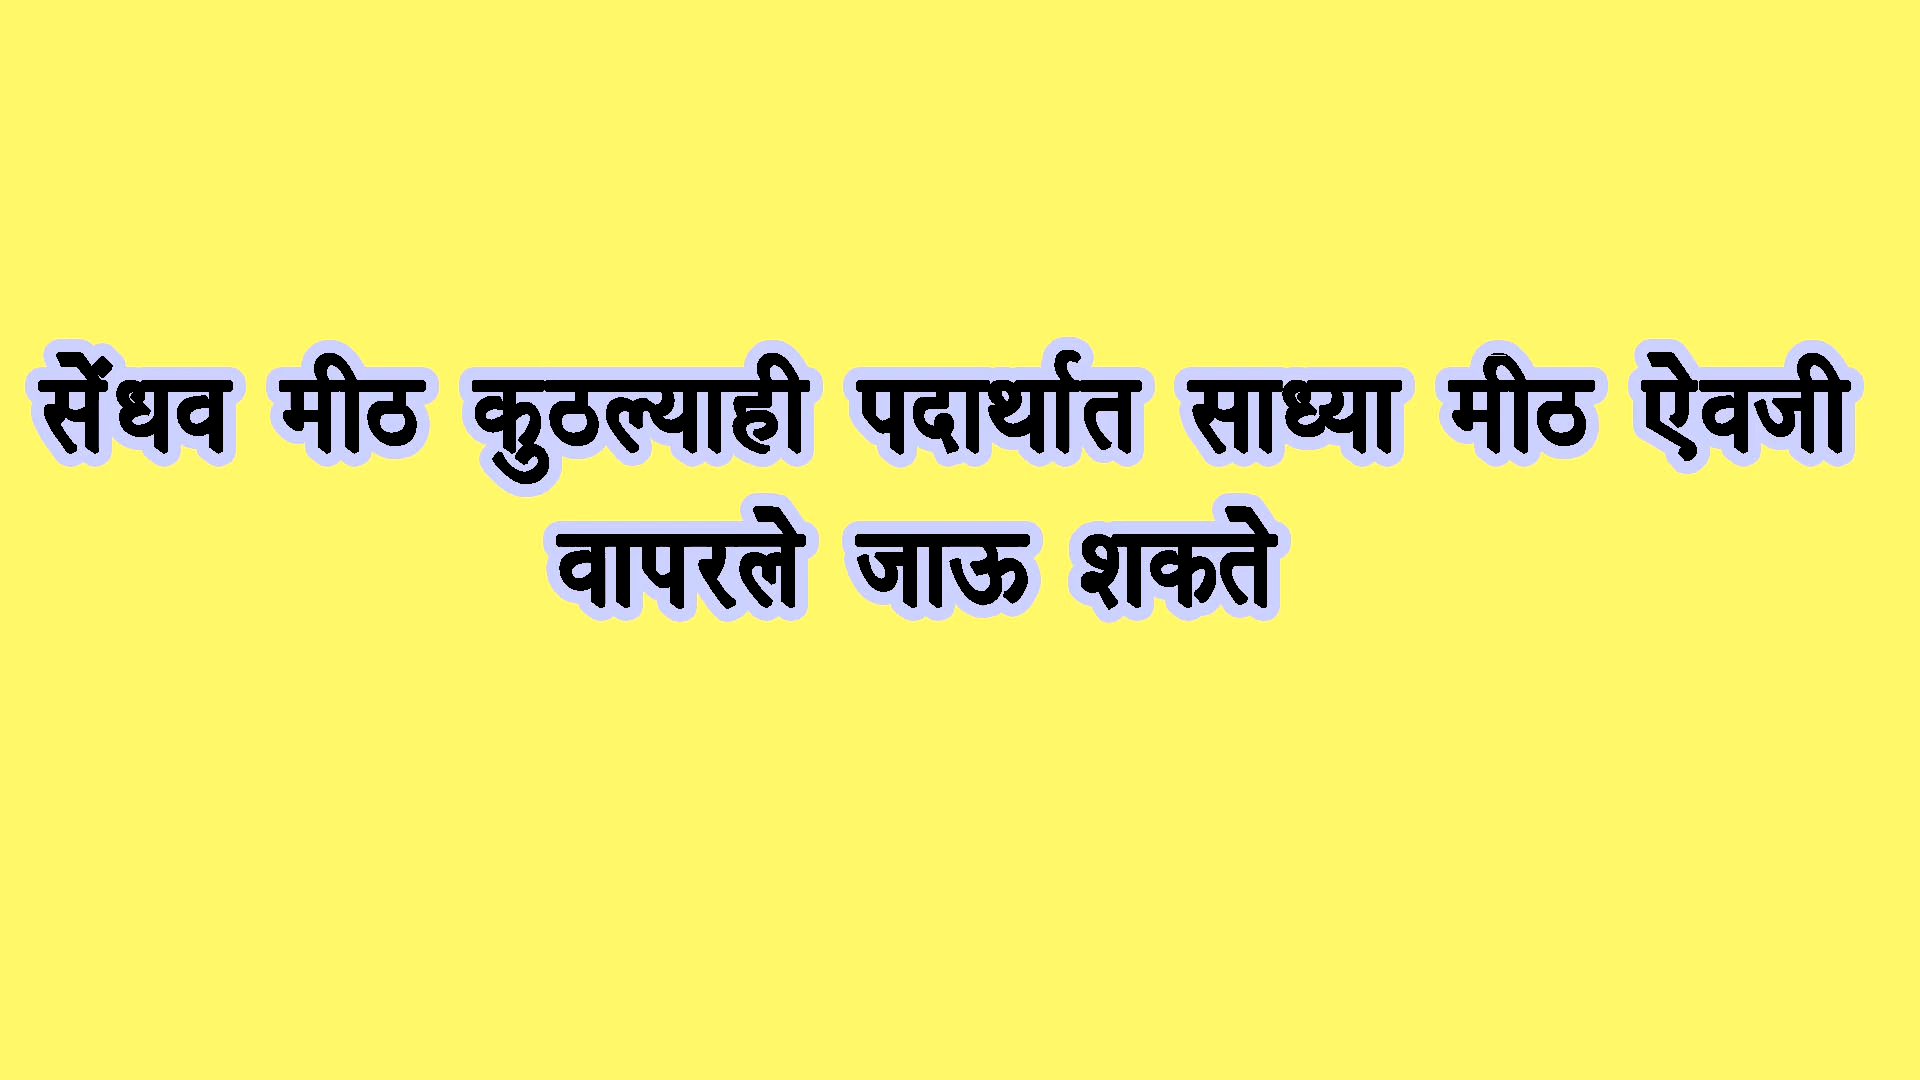 सेंधव मीठ कुठल्याही पदार्थात साध्या मीठ ऐवजी
वापरले जाऊ शकते